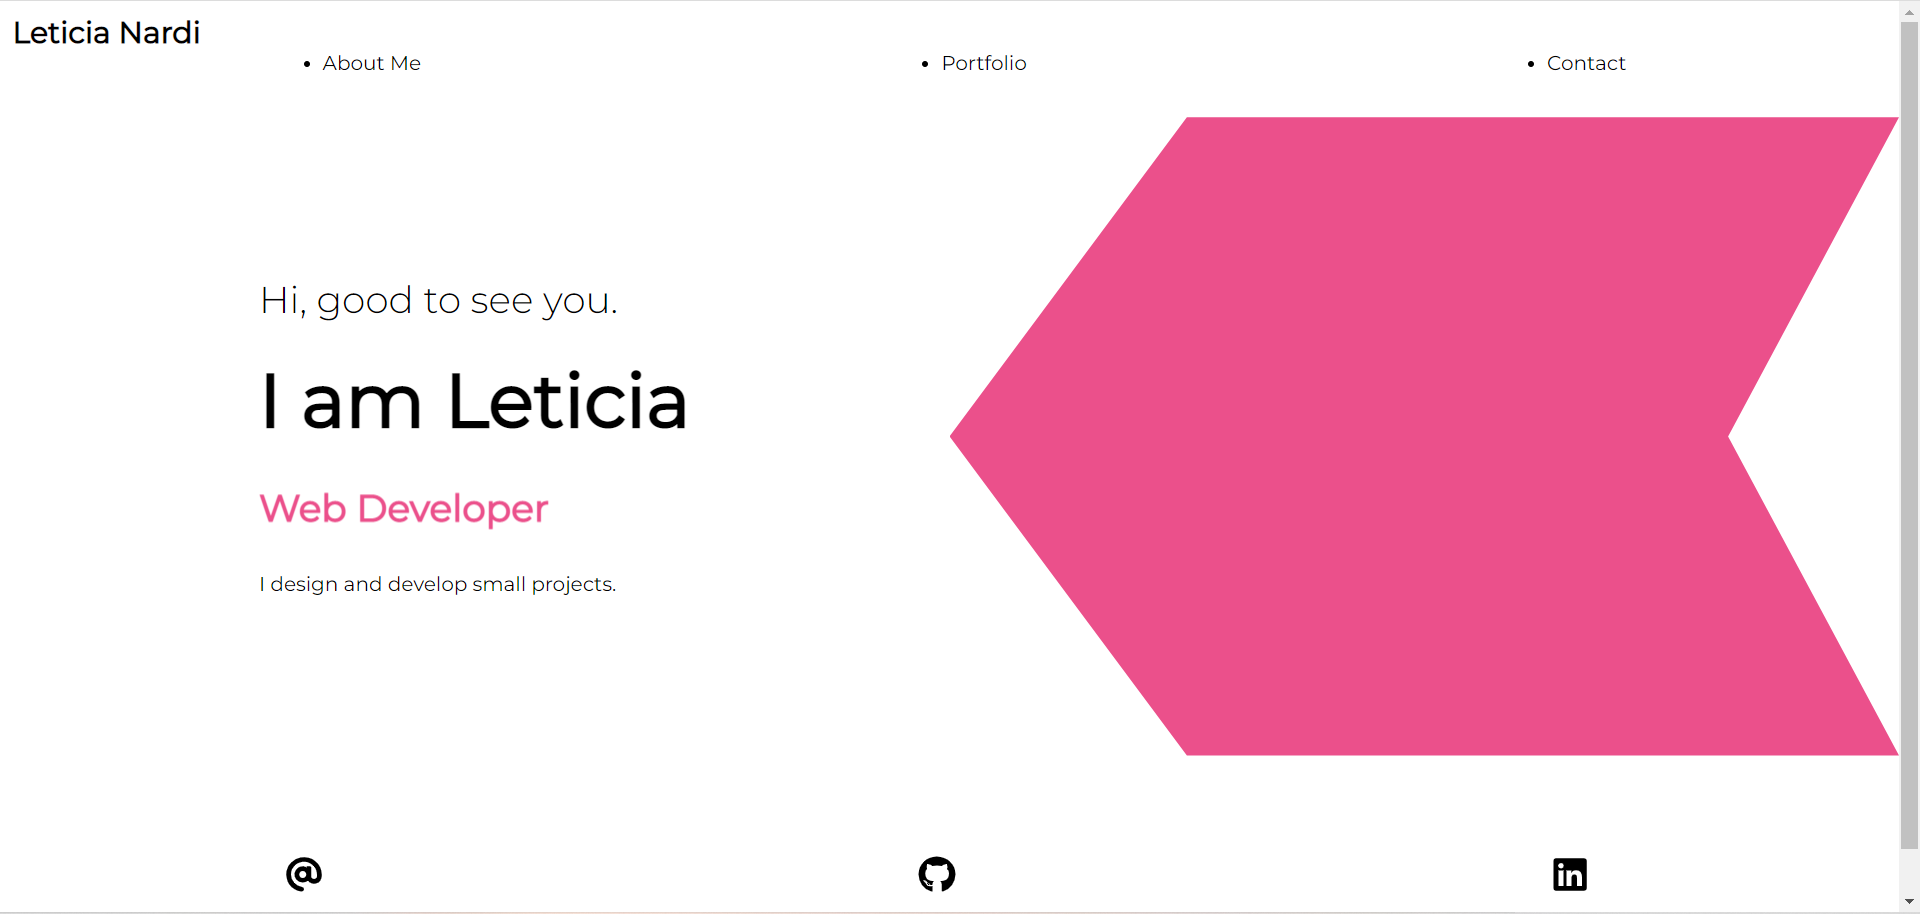 Leticia Nardi
• About Me
• Portfolio
• Contact
Hi, good to see you.
I am Leticia
Web Developer
I design and develop small projects.
@
in